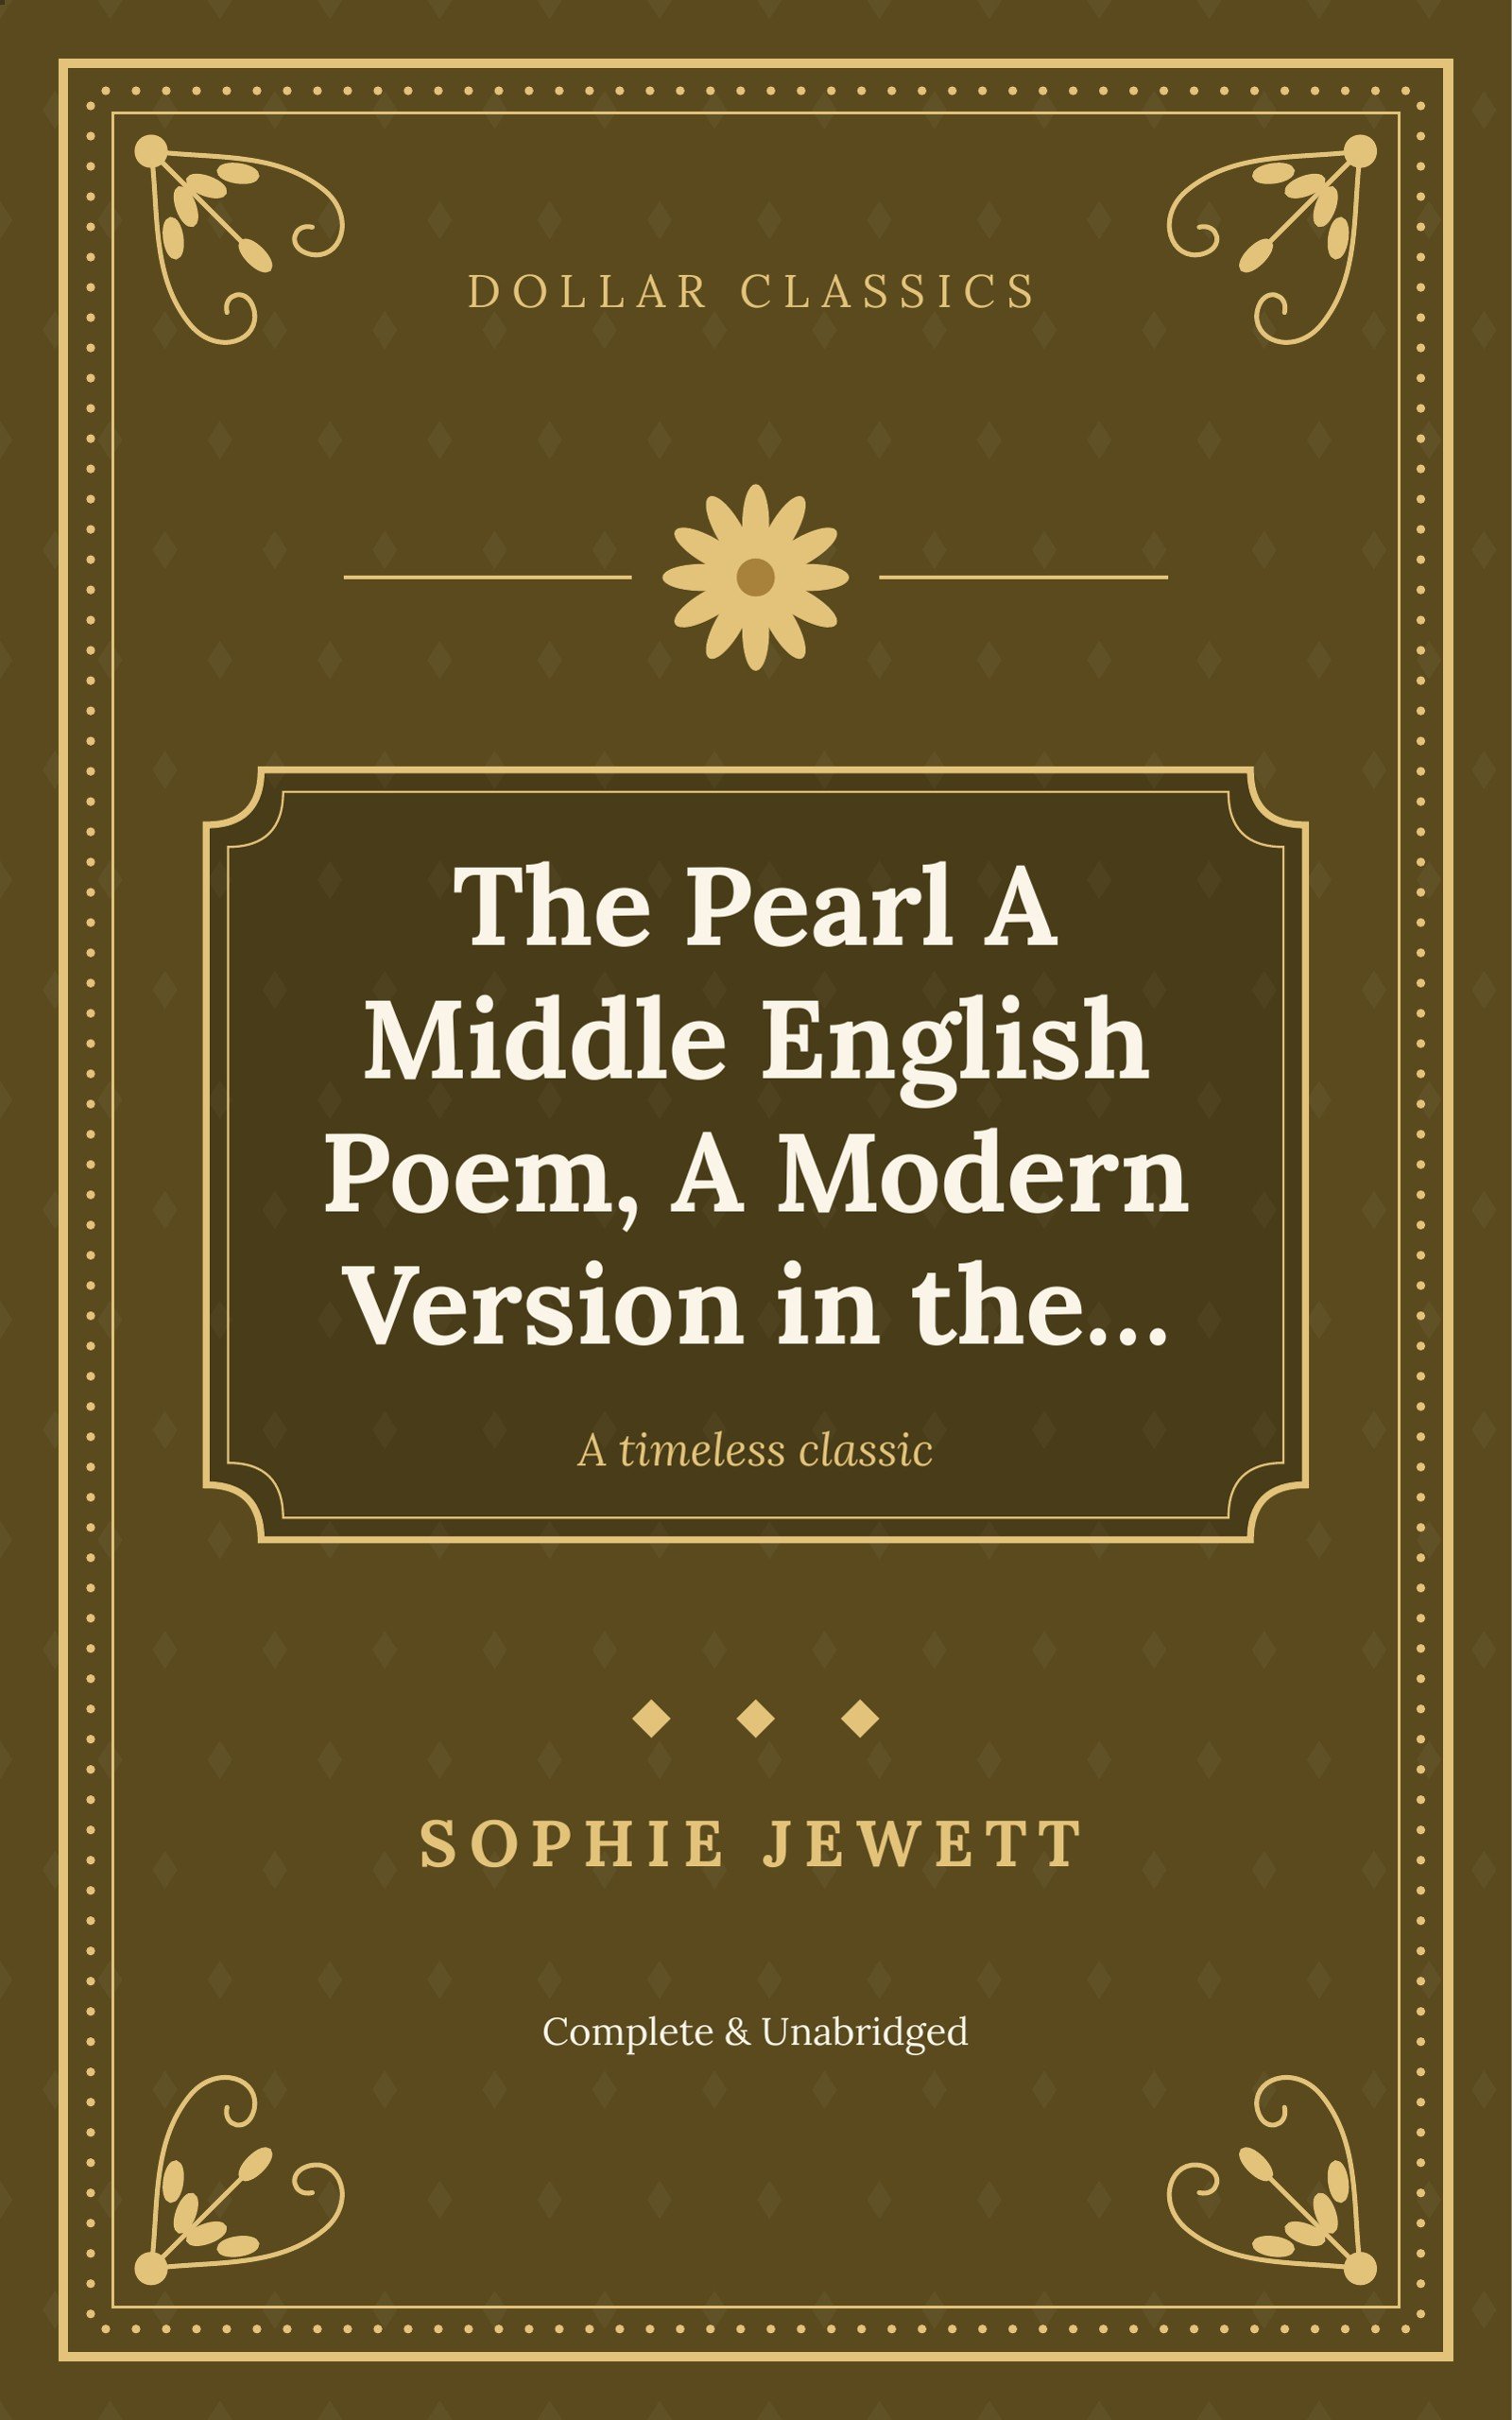 DOLLAR CLASSICS
The Pearl A
Middle English
Poem, A Modern
Version in the...
A timeless classic
SOPHIE JEWETT
Complete & Unabridged